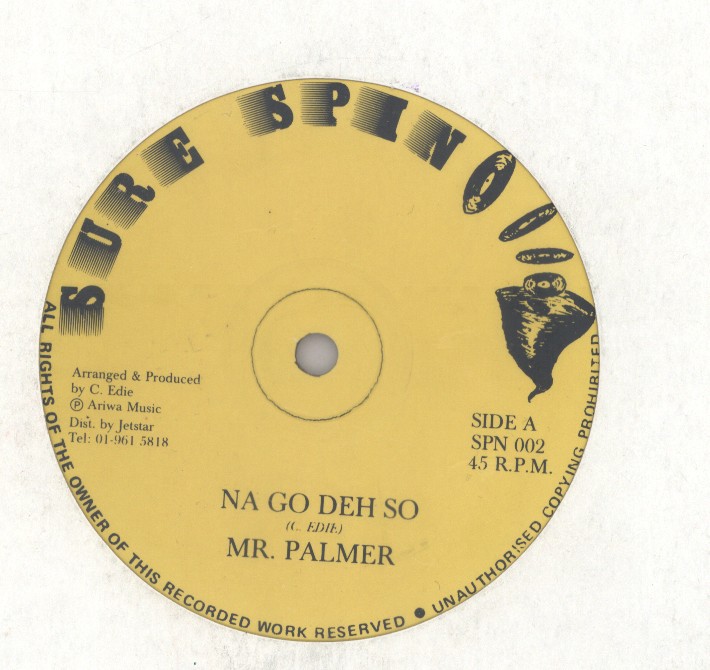 SURE SPIN
ALL RIGHTS OF THE OWNER OF THIS RECORDED WORK RESERVED ● UNAUTHORISED COPYING PROHIBITED
Arranged & Produced
by C. Edie
℗ Ariwa Music
Dist. by Jetstar
Tel: 01-961 5818
SIDE A
SPN 002
45 R.P.M.
NA GO DEH SO
(C. EDIE)
MR. PALMER